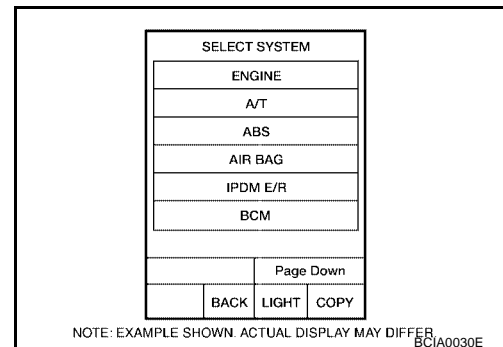 SELECT SYSTEM
ENGINE
A/T
ABS
AIR BAG
IPDM E/R
BCM
Page Down
BACK LIGHT COPY
NOTE: EXAMPLE SHOWN. ACTUAL DISPLAY MAY DIFFER
BCIA0030E